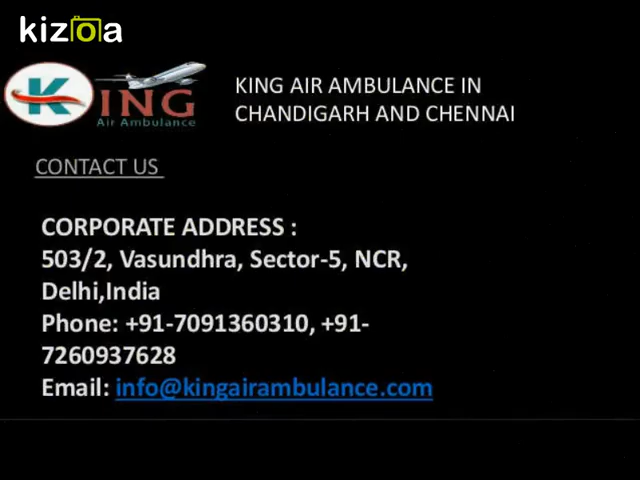 kizoa
KING
Air Ambulance
KING AIR AMBULANCE IN
CHANDIGARH AND CHENNAI
CONTACT US
CORPORATE ADDRESS :
503/2, Vasundhra, Sector-5, NCR,
Delhi,India
Phone: +91-7091360310, +91-
7260937628
Email: info@kingairambulance.com